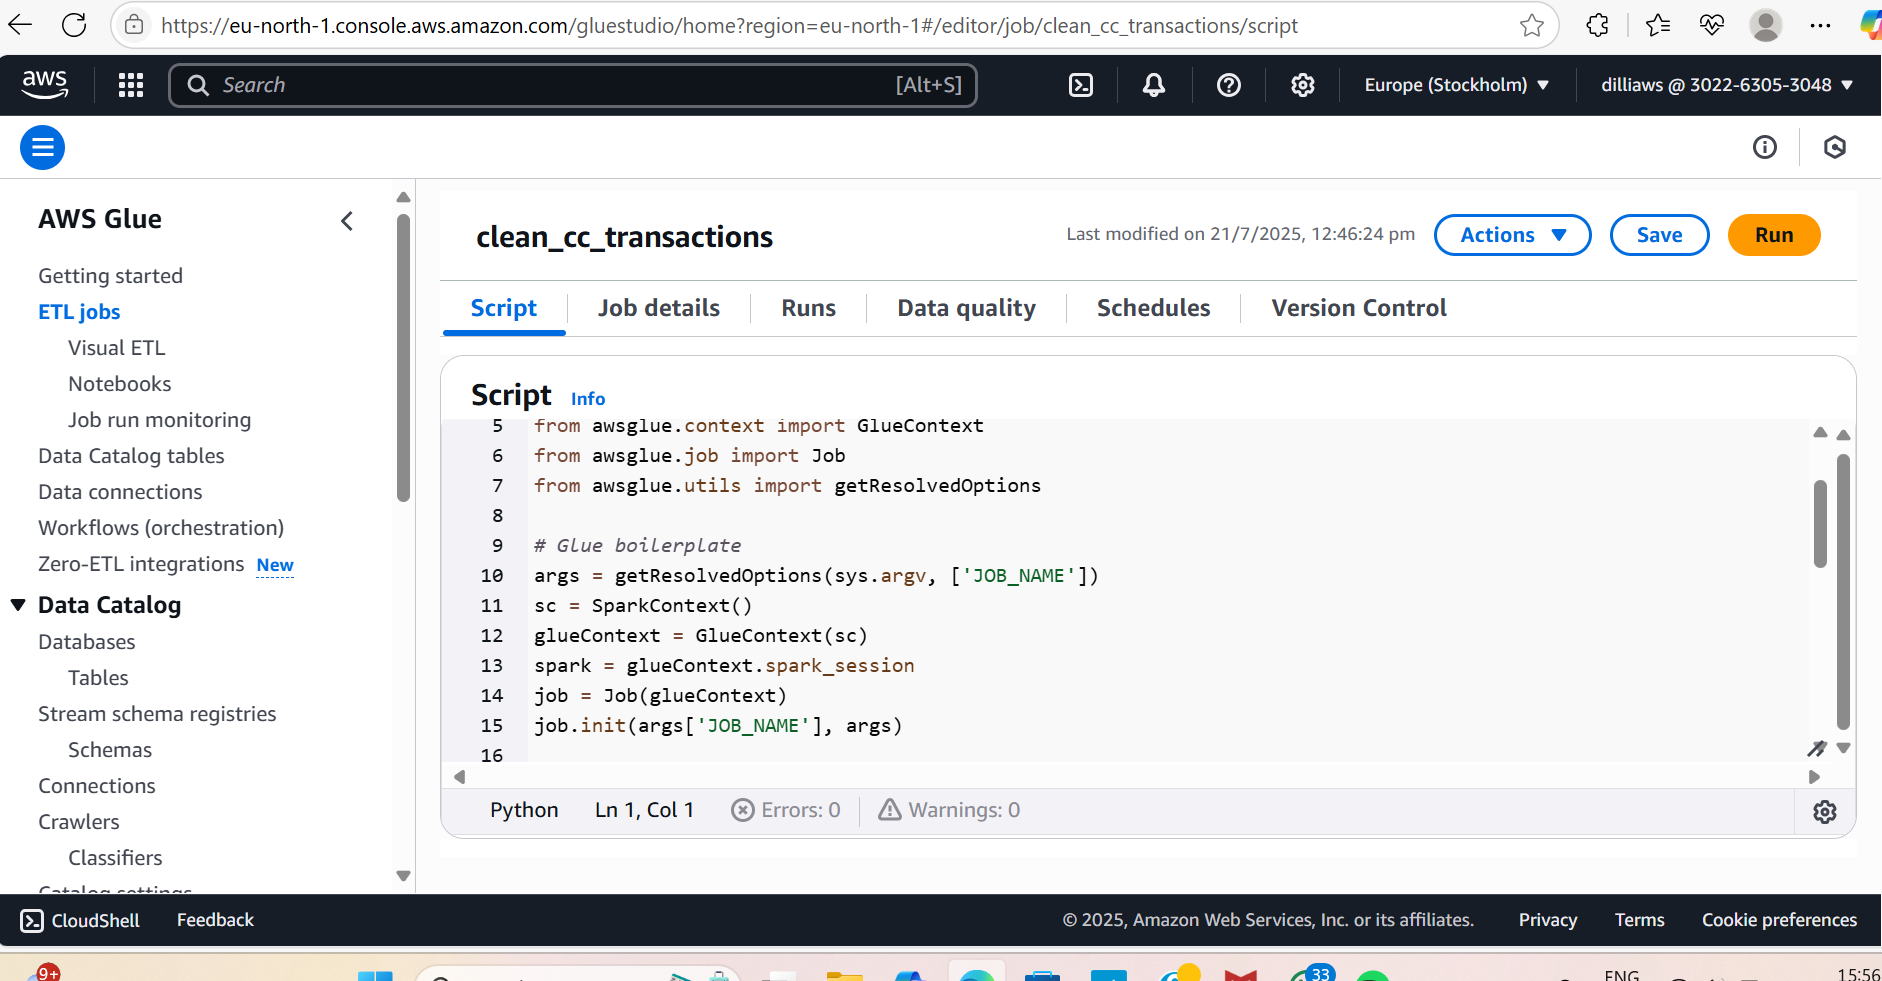 https://eu-north-1.console.aws.amazon.com/gluestudio/home?region=eu-north-1#/editor/job/clean_cc_transactions/script
aws
Search
[Alt+S]
Europe (Stockholm)
dilliaws @ 3022-6305-3048
AWS Glue
Getting started
ETL jobs
Visual ETL
Notebooks
Job run monitoring
Data Catalog tables
Data connections
Workflows (orchestration)
Zero-ETL integrations New
Data Catalog
Databases
Tables
Stream schema registries
Schemas
Connections
Crawlers
Classifiers
Catalog settings
clean_cc_transactions
Last modified on 21/7/2025, 12:46:24 pm
Actions
Save
Run
Script
Job details
Runs
Data quality
Schedules
Version Control
Script Info
5 from awsglue.context import GlueContext
6 from awsglue.job import Job
7 from awsglue.utils import getResolvedOptions
8
9 # Glue boilerplate
10 args = getResolvedOptions(sys.argv, ['JOB_NAME'])
11 sc = SparkContext()
12 glueContext = GlueContext(sc)
13 spark = glueContext.spark_session
14 job = Job(glueContext)
15 job.init(args['JOB_NAME'], args)
16
Python Ln 1, Col 1 Errors: 0 Warnings: 0
CloudShell
Feedback
© 2025, Amazon Web Services, Inc. or its affiliates.
Privacy
Terms
Cookie preferences
9+
33
ENG
15:56